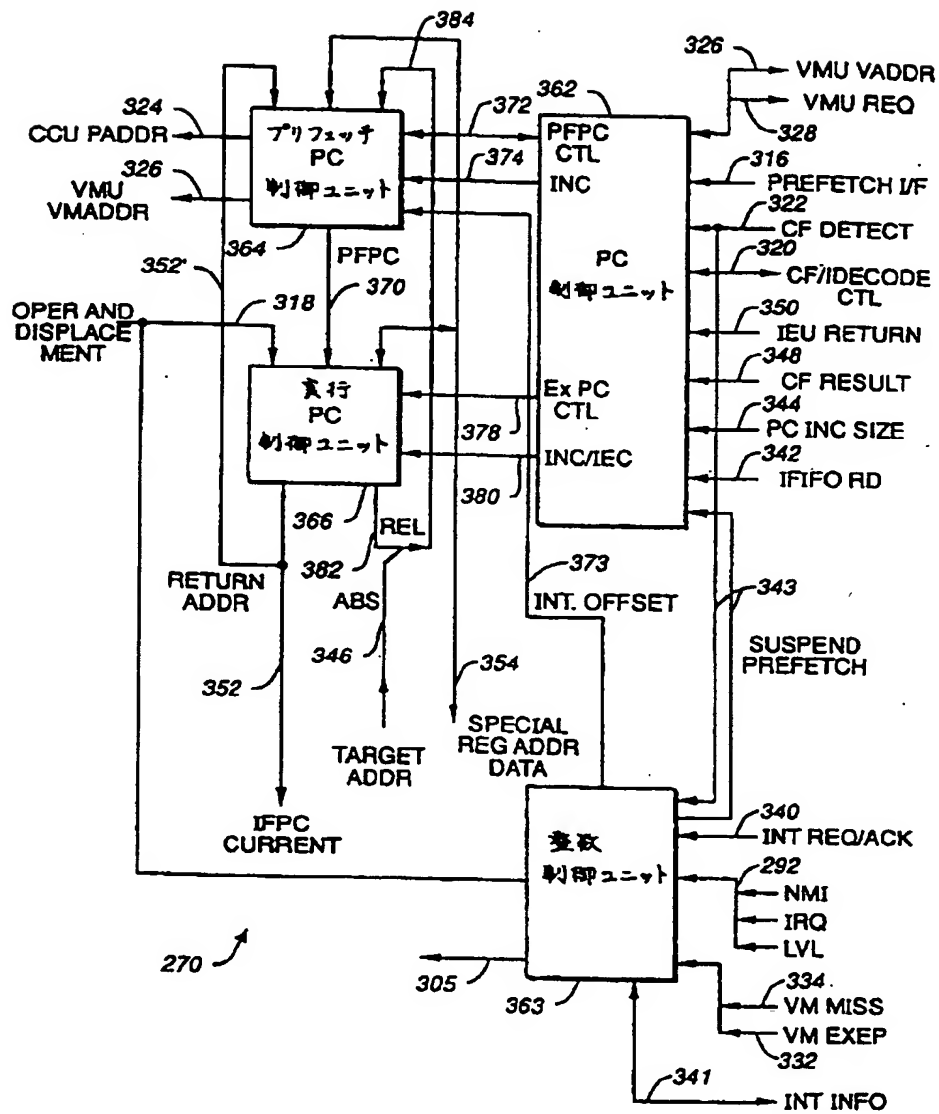 384
326
VMU VADDR
362
324
372
VMU REQ
328
CCU PADDR
プリフェッチ
PC
制御ユニット
PFPC
CTL
316
326
374
INC
PREFETCH I/F
VMU
VMADDR
322
CF DETECT
364
PFPC
PC
制御ユニット
320
352'
CF/IDECODE
CTL
318
370
OPER AND
DISPLACE
MENT
350
IEU RETURN
348
実行
PC
制御ユニット
Ex PC
CTL
CF RESULT
378
344
PC INC SIZE
INC/IEC
342
380
IFIFO RD
366
REL
382
373
RETURN
ADDR
ABS
INT. OFFSET
343
346
SUSPEND
PREFETCH
352
354
TARGET
ADDR
SPECIAL
REG ADDR
DATA
340
IFPC
CURRENT
INT REQ/ACK
整数
制御ユニット
292
NMI
IRQ
LVL
270
305
334
363
VM MISS
VM EXEP
332
341
INT INFO